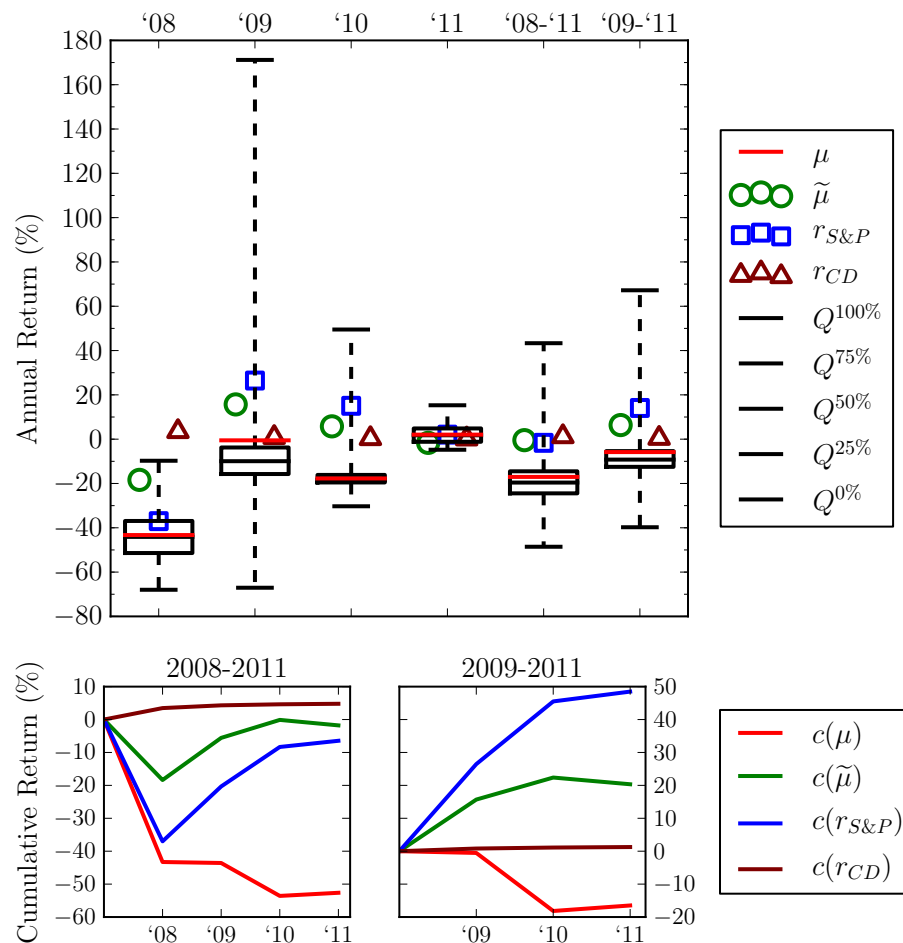 ‘08 ‘09 ‘10 ‘11 ‘08-‘11 ‘09-‘11
Annual Return (%)
180
160
140
120
100
80
60
40
20
0
−20
−40
−60
−80
μ
μ̃
r_{S&P}
r_{CD}
Q^{100%}
Q^{75%}
Q^{50%}
Q^{25%}
Q^{0%}
Cumulative Return (%)
2008-2011
10
0
−10
−20
−30
−40
−50
−60
‘08 ‘09 ‘10 ‘11
2009-2011
50
40
30
20
10
0
−10
−20
‘09 ‘10 ‘11
c(μ)
c(μ̃)
c(r_{S&P})
c(r_{CD})